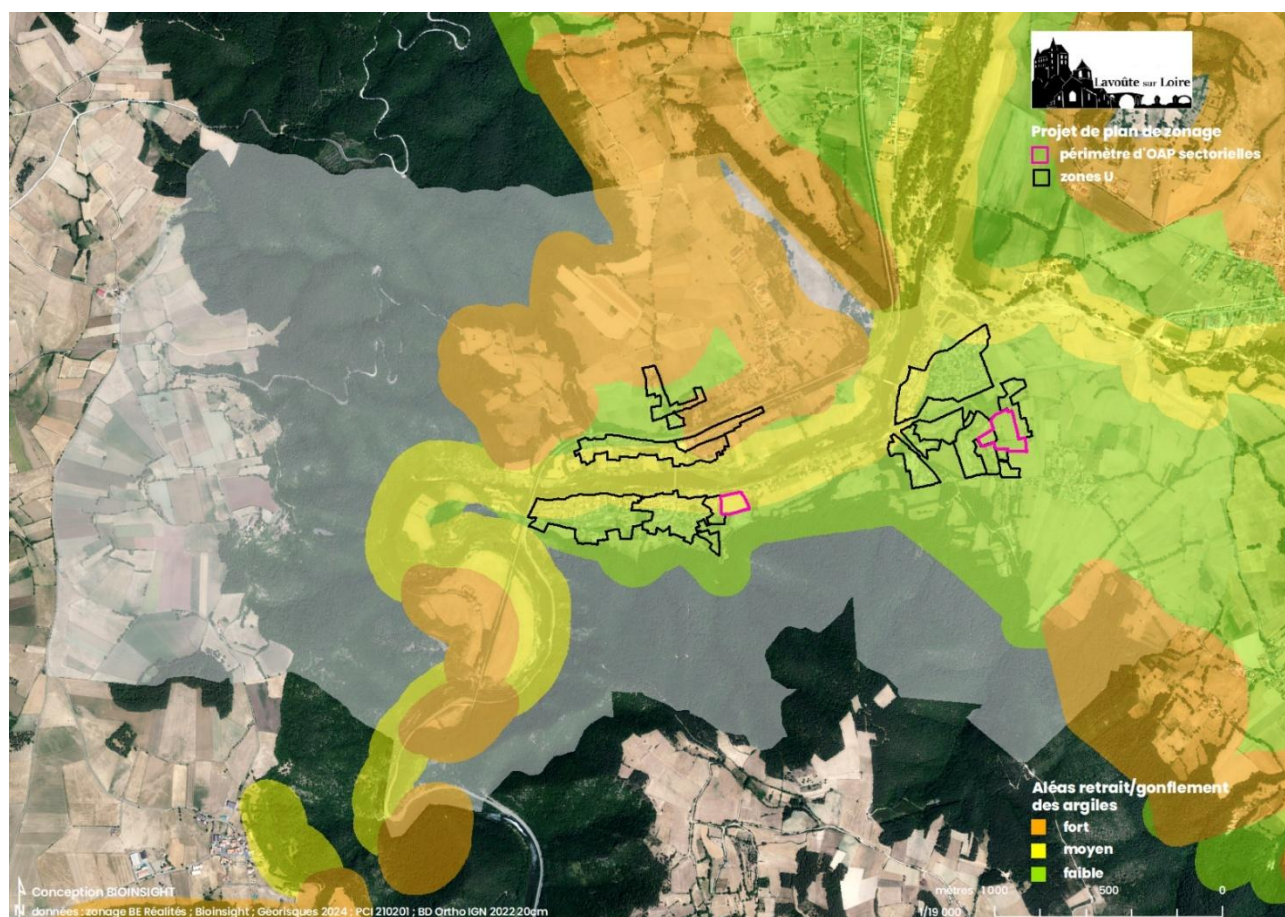 Lavoûte sur Loire
Projet de plan de zonage
périmètre d'OAP sectorielles
zones U
Aléas retrait/gonflement
des argiles
fort
moyen
faible
mètres 1 000 500 0
1/19 000
N
Conception BIOINSIGHT
données : zonage BE Réalités ; Bioinsight ; Géorisques 2024 ; PCI 210201 ; BD Ortho IGN 2022 20cm